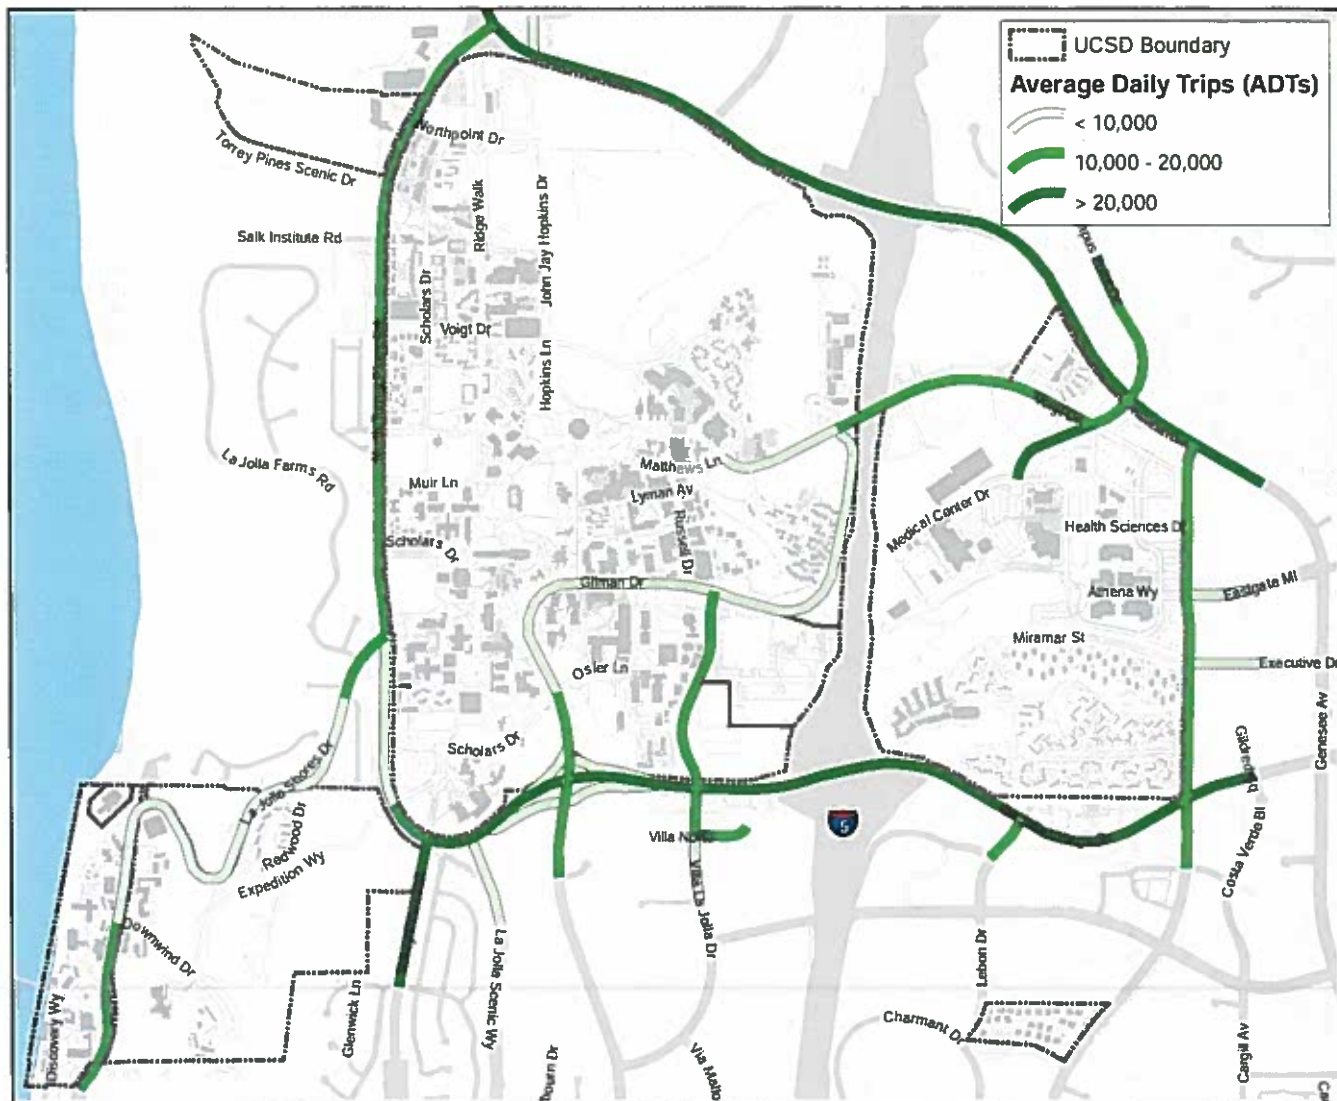 UCSD Boundary
Average Daily Trips (ADTs)
< 10,000
10,000 - 20,000
> 20,000
Northpoint Dr
Torrey Pines Scenic Dr
Ridge Walk
John Jay Hopkins Dr
Salk Institute Rd
Scholars Dr
Voigt Dr
Hopkins Ln
La Jolla Farms Rd
Muir Ln
Matthews Ln
Lyman Av
Russell Dr
Scholars Dr
Medical Center Dr
Health Sciences Dr
Gilman Dr
Athena Wy
Eastgate Ml
Osler Ln
Miramar St
Executive Dr
Scholars Dr
Genesee Av
La Jolla Shores Dr
Redwood Dr
Expedition Wy
5
Villa La Jolla Dr
Costa Verde Bl
Downwind Dr
La Jolla Scenic Wy
Lebon Dr
Discovery Wy
Glenwick Ln
Charmant Dr
Cargill Av
bourn Dr